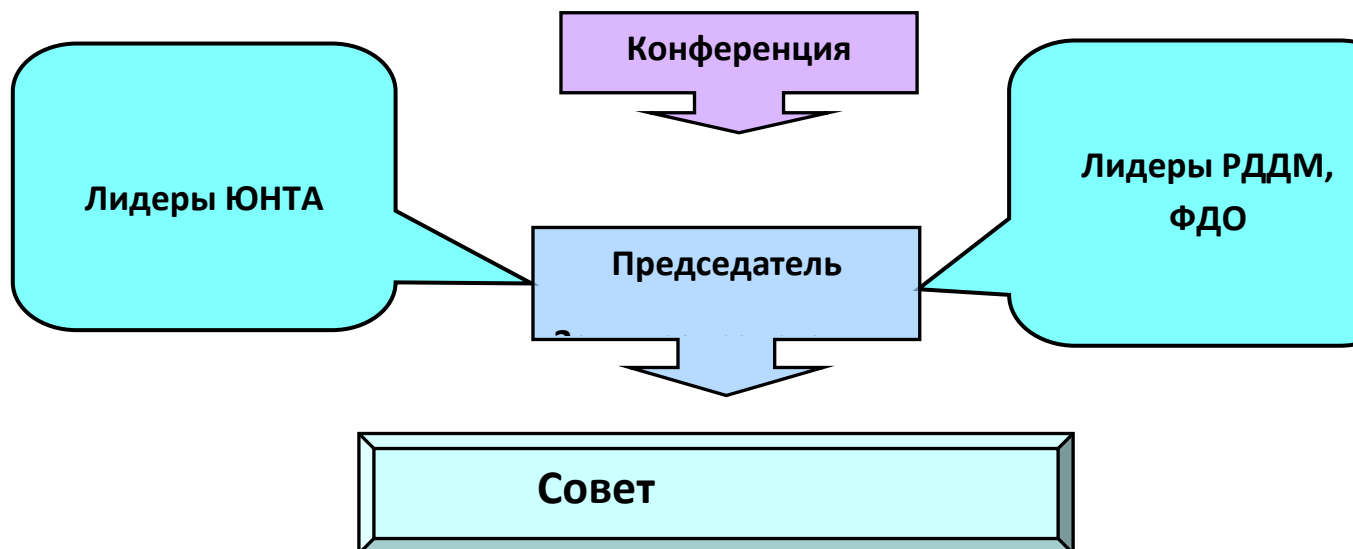 Конференция
Лидеры ЮНТА
Лидеры РДДМ,
ФДО
Председатель
Совет